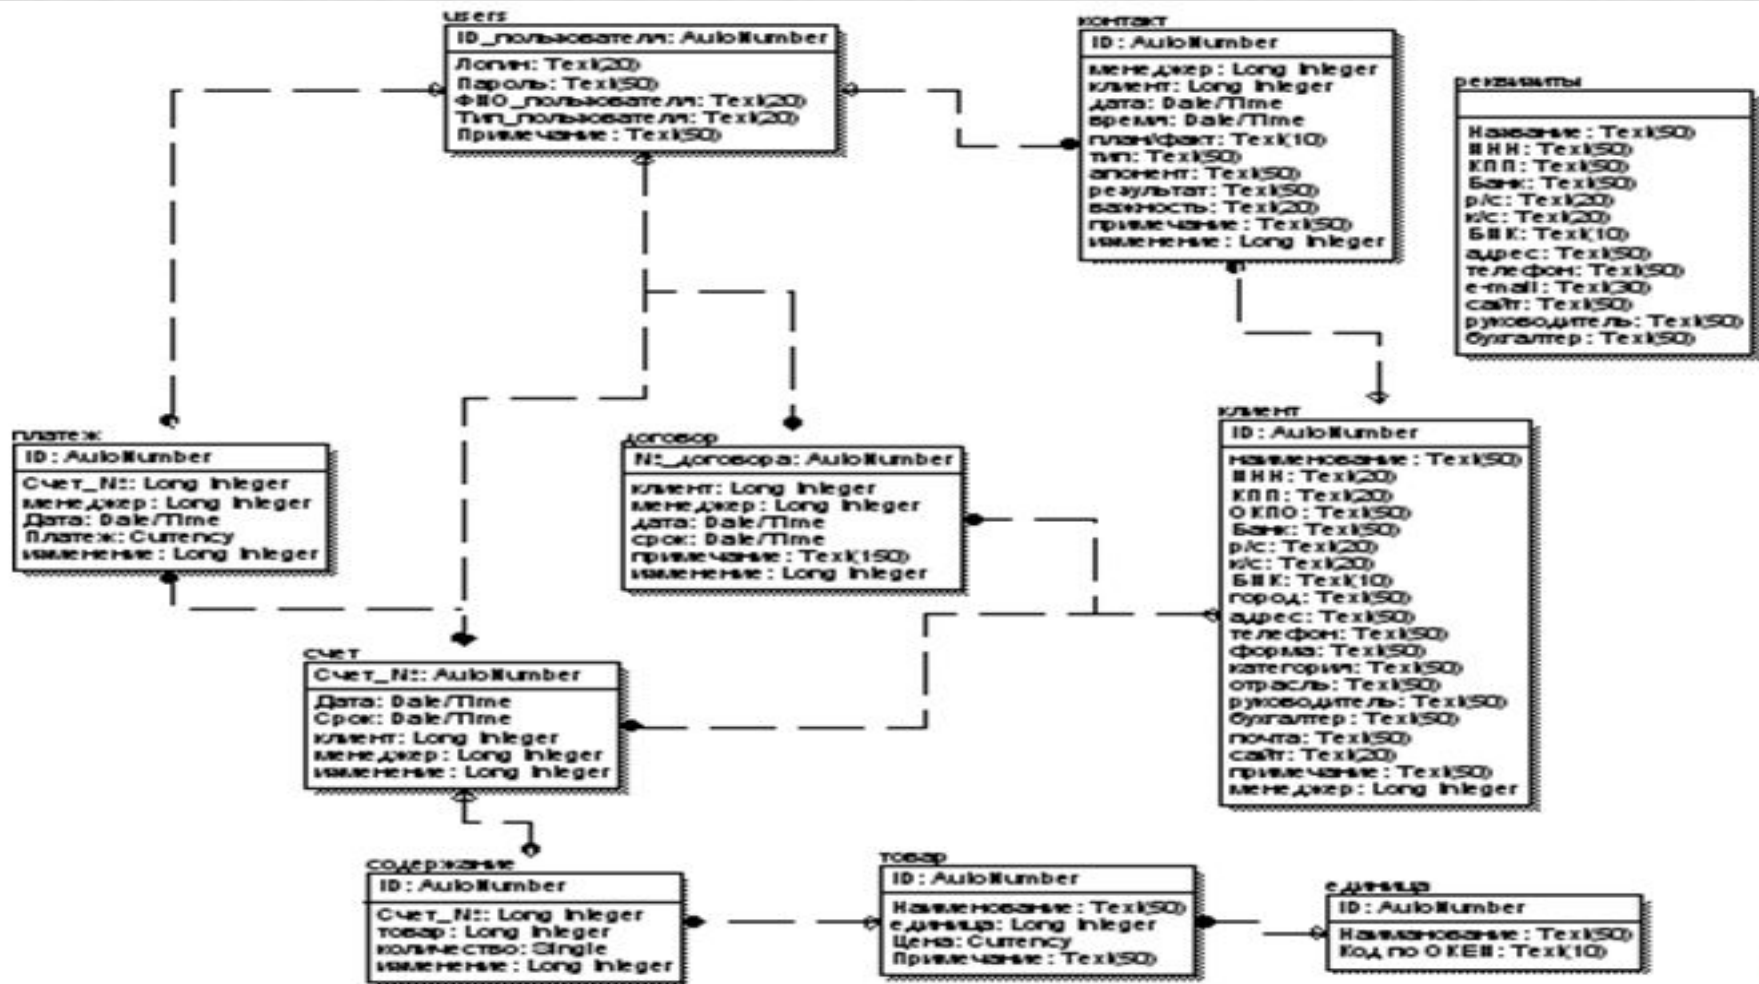 users
ID_пользователя: AutoNumber
Логин: Text(20)
Пароль: Text(50)
ФИО_пользователя: Text(20)
Тип_пользователя: Text(20)
Примечание: Text(50)
контакт
ID: AutoNumber
менеджер: Long Integer
клиент: Long Integer
дата: Date/Time
время: Date/Time
план/факт: Text(10)
тип: Text(50)
апонент: Text(50)
результат: Text(50)
важность: Text(20)
примечание: Text(50)
изменение: Long Integer
реквизиты
Название: Text(50)
ИНН: Text(50)
КПП: Text(50)
Банк: Text(50)
р/с: Text(20)
к/с: Text(20)
БИК: Text(10)
адрес: Text(50)
телефон: Text(50)
e-mail: Text(30)
сайт: Text(50)
руководитель: Text(50)
бухгалтер: Text(50)
платеж
ID: AutoNumber
Счет_№: Long Integer
менеджер: Long Integer
Дата: Date/Time
Платеж: Currency
изменение: Long Integer
договор
№_договора: AutoNumber
клиент: Long Integer
менеджер: Long Integer
дата: Date/Time
срок: Date/Time
примечание: Text(150)
изменение: Long Integer
клиент
ID: AutoNumber
наименование: Text(50)
ИНН: Text(20)
КПП: Text(20)
ОКПО: Text(50)
Банк: Text(50)
р/с: Text(20)
к/с: Text(20)
БИК: Text(10)
город: Text(50)
адрес: Text(50)
телефон: Text(50)
форма: Text(50)
категория: Text(50)
отрасль: Text(50)
руководитель: Text(50)
бухгалтер: Text(50)
почта: Text(50)
сайт: Text(20)
примечание: Text(50)
менеджер: Long Integer
счет
Счет_№: AutoNumber
Дата: Date/Time
Срок: Date/Time
клиент: Long Integer
менеджер: Long Integer
изменение: Long Integer
содержание
ID: AutoNumber
Счет_№: Long Integer
товар: Long Integer
количество: Single
изменение: Long Integer
товар
ID: AutoNumber
Наименование: Text(50)
единица: Long Integer
Цена: Currency
Примечание: Text(50)
единица
ID: AutoNumber
Наиманование: Text(50)
Код по ОКЕИ: Text(10)